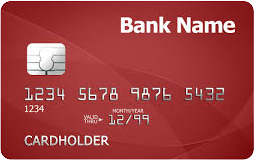 Bank Name
1234 5678 9876 5432
1234
MONTH/YEAR
VALID THRU 12/99
CARDHOLDER